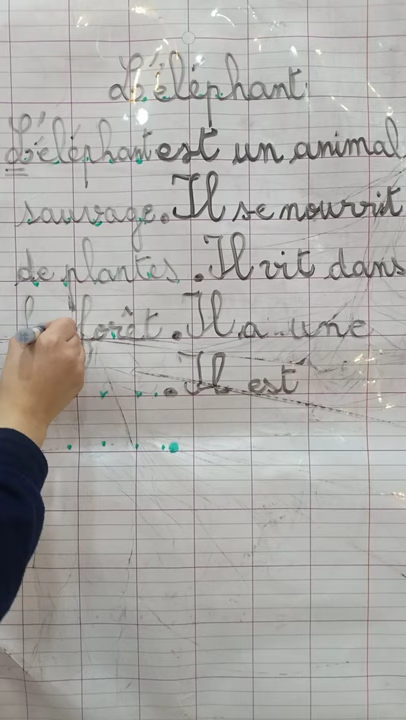 L'éléphant
L'éléphant est un animal
sauvage. Il se nourrit
de plantes. Il vit dans
la forêt. Il a une
. Il est
.